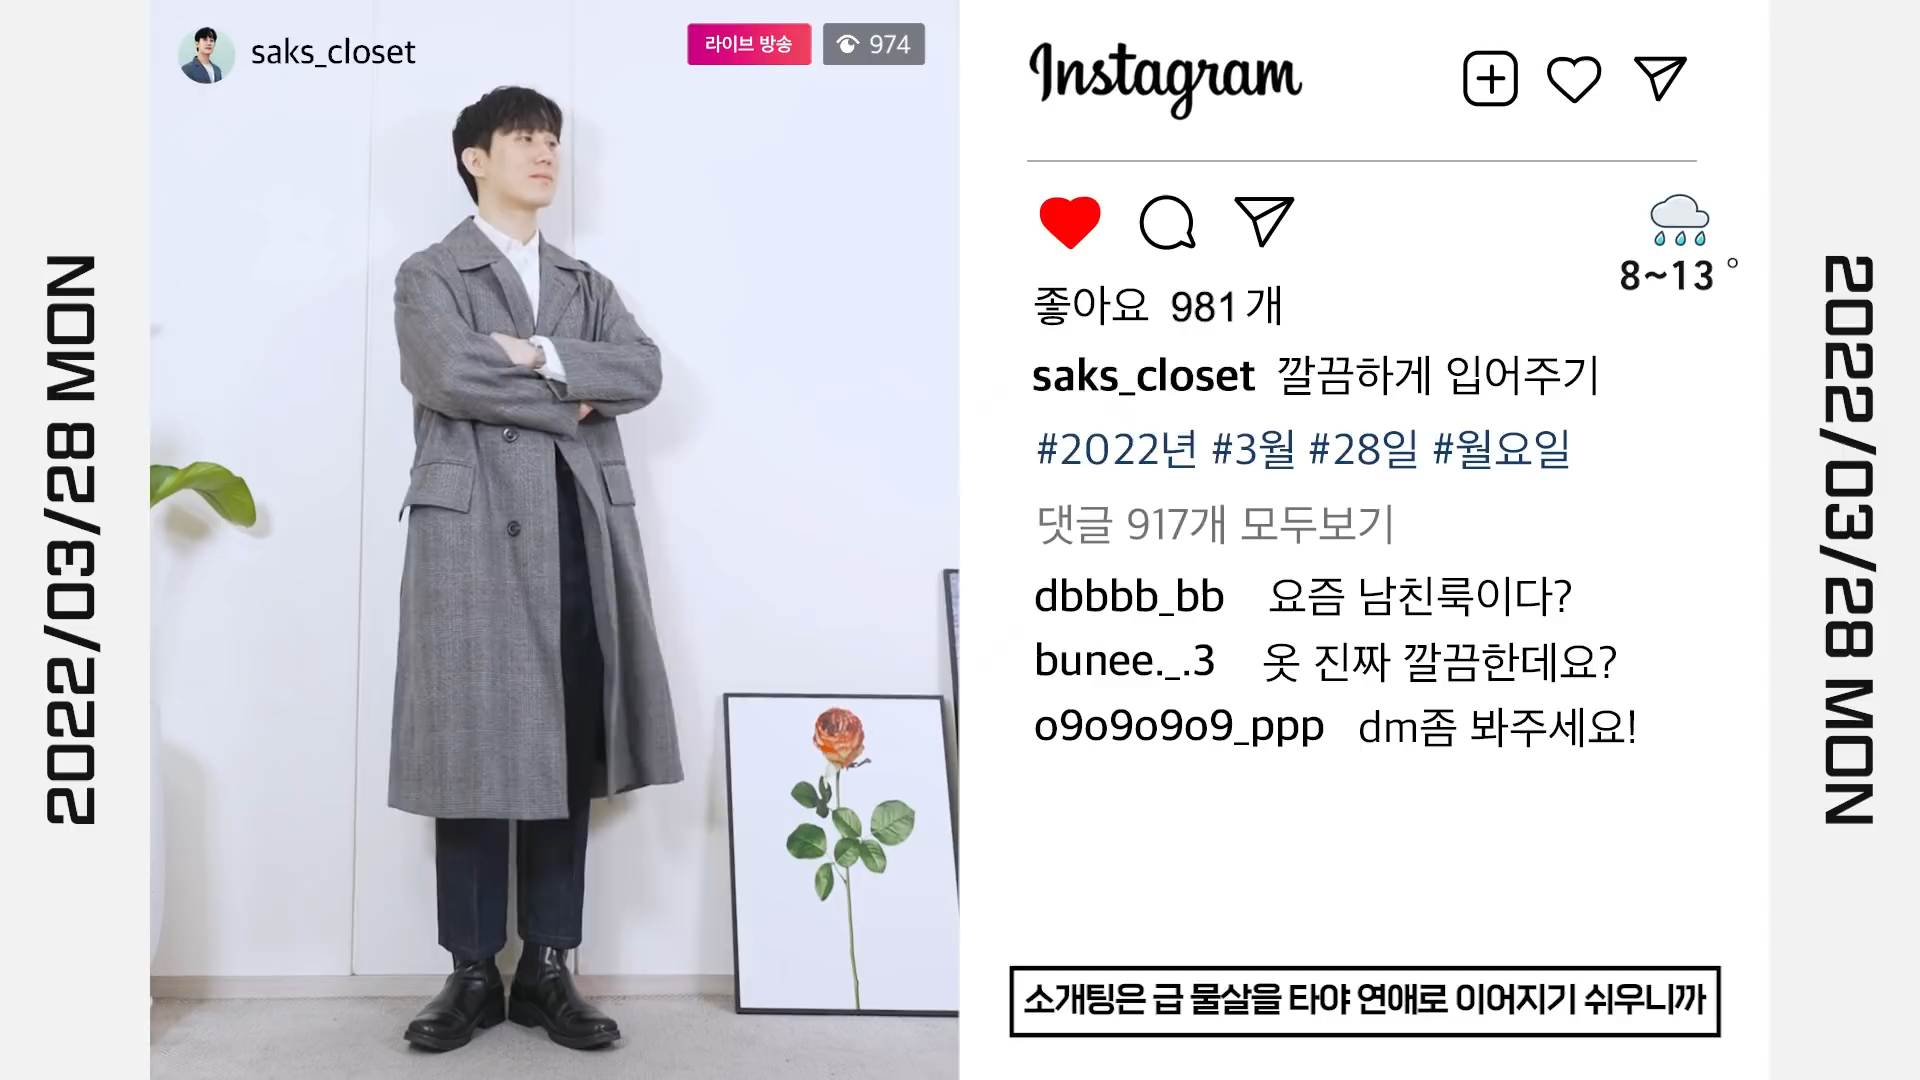 2022/03/28 MON
saks_closet
라이브 방송
974
Instagram
8~13 °
좋아요 981 개
saks_closet 깔끔하게 입어주기
#2022년 #3월 #28일 #월요일
댓글 917개 모두보기
dbbbb_bb 요즘 남친룩이다?
bunee._.3 옷 진짜 깔끔한데요?
o9o9o9o9_ppp dm좀 봐주세요!
소개팅은 급 물살을 타야 연애로 이어지기 쉬우니까
2022/03/28 MON